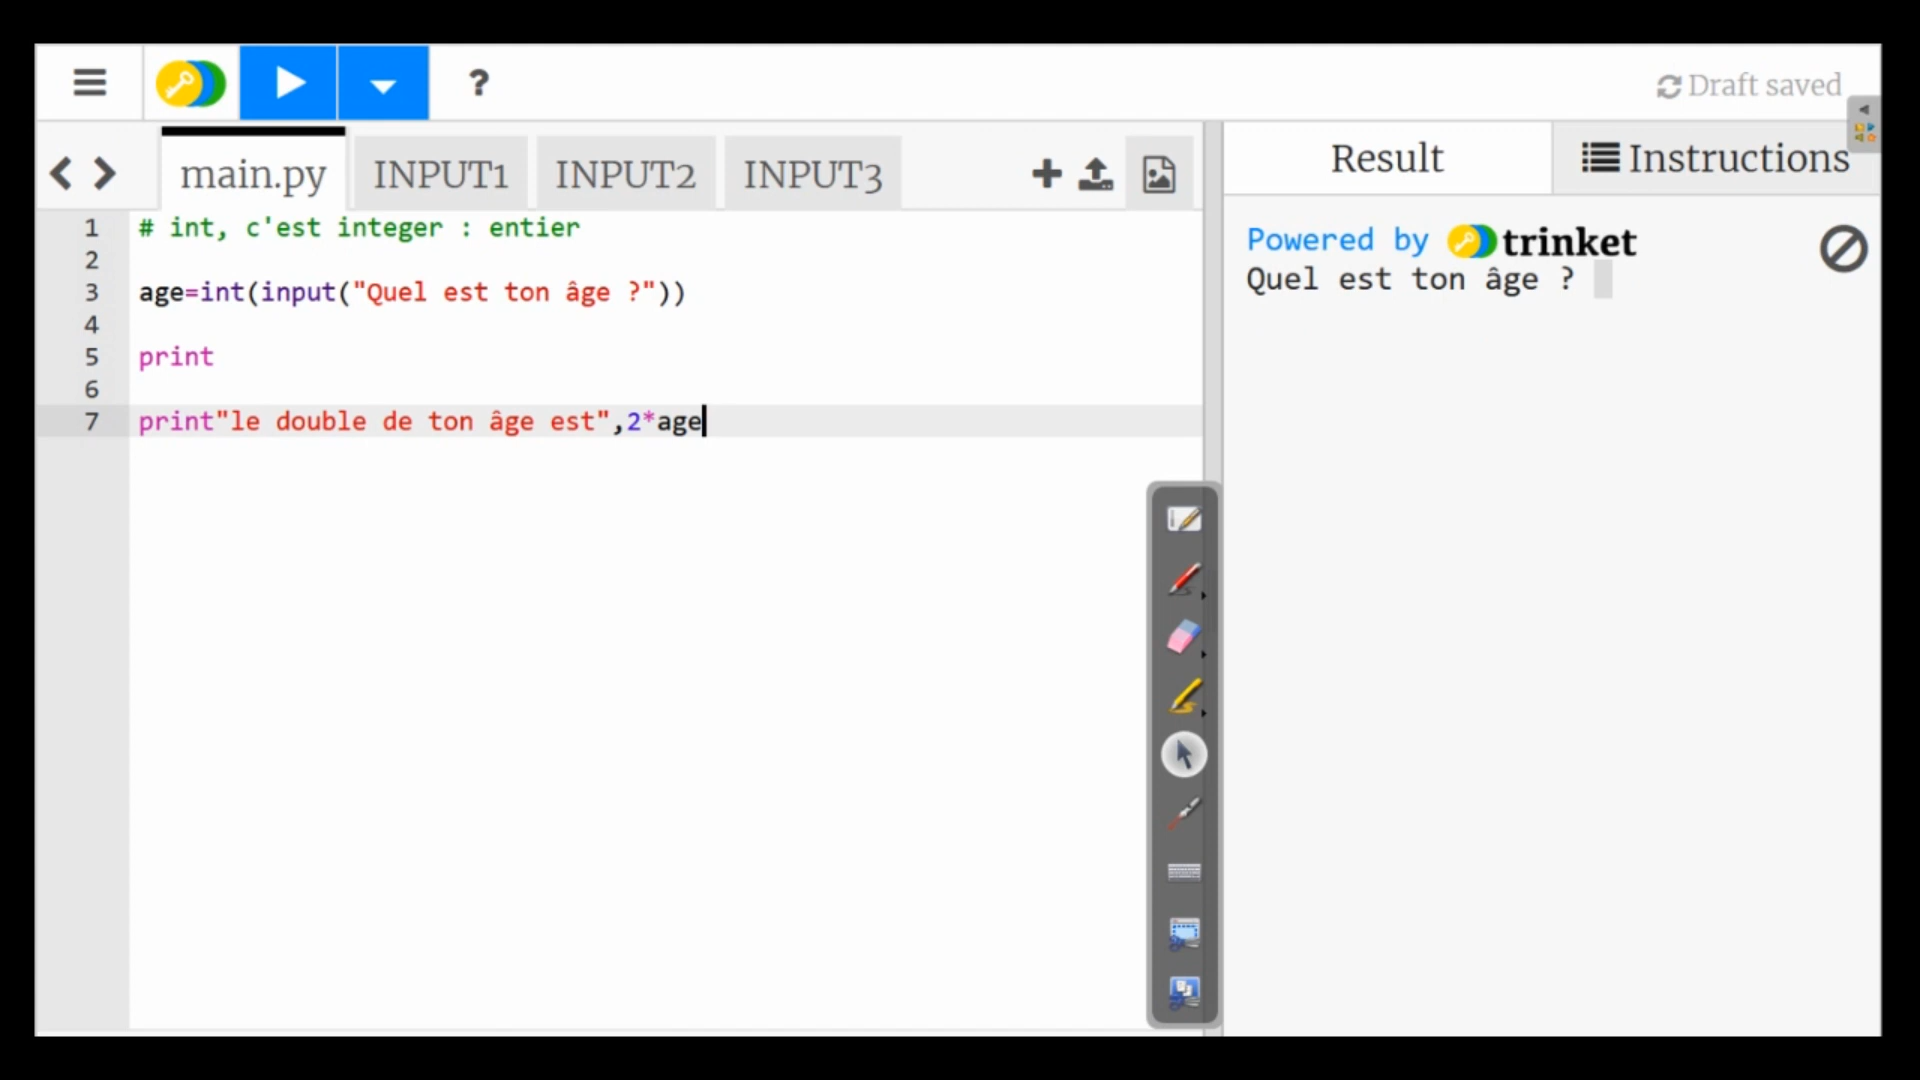 ? Draft saved
main.py INPUT1 INPUT2 INPUT3 Result Instructions
1 # int, c'est integer : entier
2
3 age=int(input("Quel est ton âge ?"))
4
5 print
6
7 print"le double de ton âge est",2*age
Powered by trinket
Quel est ton âge ?